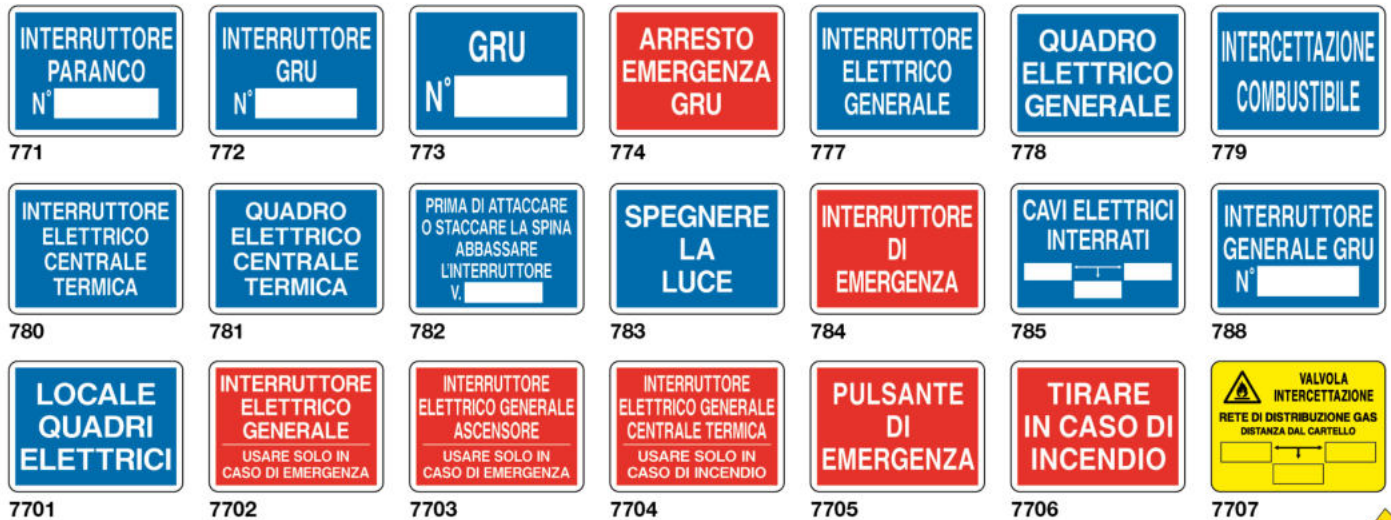 INTERRUTTORE
PARANCO
N°
771
INTERRUTTORE
GRU
N°
772
GRU
N°
773
ARRESTO
EMERGENZA
GRU
774
INTERRUTTORE
ELETTRICO
GENERALE
777
QUADRO
ELETTRICO
GENERALE
778
INTERCETTAZIONE
COMBUSTIBILE
779
INTERRUTTORE
ELETTRICO
CENTRALE
TERMICA
780
QUADRO
ELETTRICO
CENTRALE
TERMICA
781
PRIMA DI ATTACCARE
O STACCARE LA SPINA
ABBASSARE
L'INTERRUTTORE
V.
782
SPEGNERE
LA
LUCE
783
INTERRUTTORE
DI
EMERGENZA
784
CAVI ELETTRICI
INTERRATI
785
INTERRUTTORE
GENERALE GRU
N°
788
LOCALE
QUADRI
ELETTRICI
7701
INTERRUTTORE
ELETTRICO
GENERALE
USARE SOLO IN
CASO DI EMERGENZA
7702
INTERRUTTORE
ELETTRICO GENERALE
ASCENSORE
USARE SOLO IN
CASO DI EMERGENZA
7703
INTERRUTTORE
ELETTRICO GENERALE
CENTRALE TERMICA
USARE SOLO IN
CASO DI INCENDIO
7704
PULSANTE
DI
EMERGENZA
7705
TIRARE
IN CASO DI
INCENDIO
7706
VALVOLA
INTERCETTAZIONE
RETE DI DISTRIBUZIONE GAS
DISTANZA DAL CARTELLO
7707